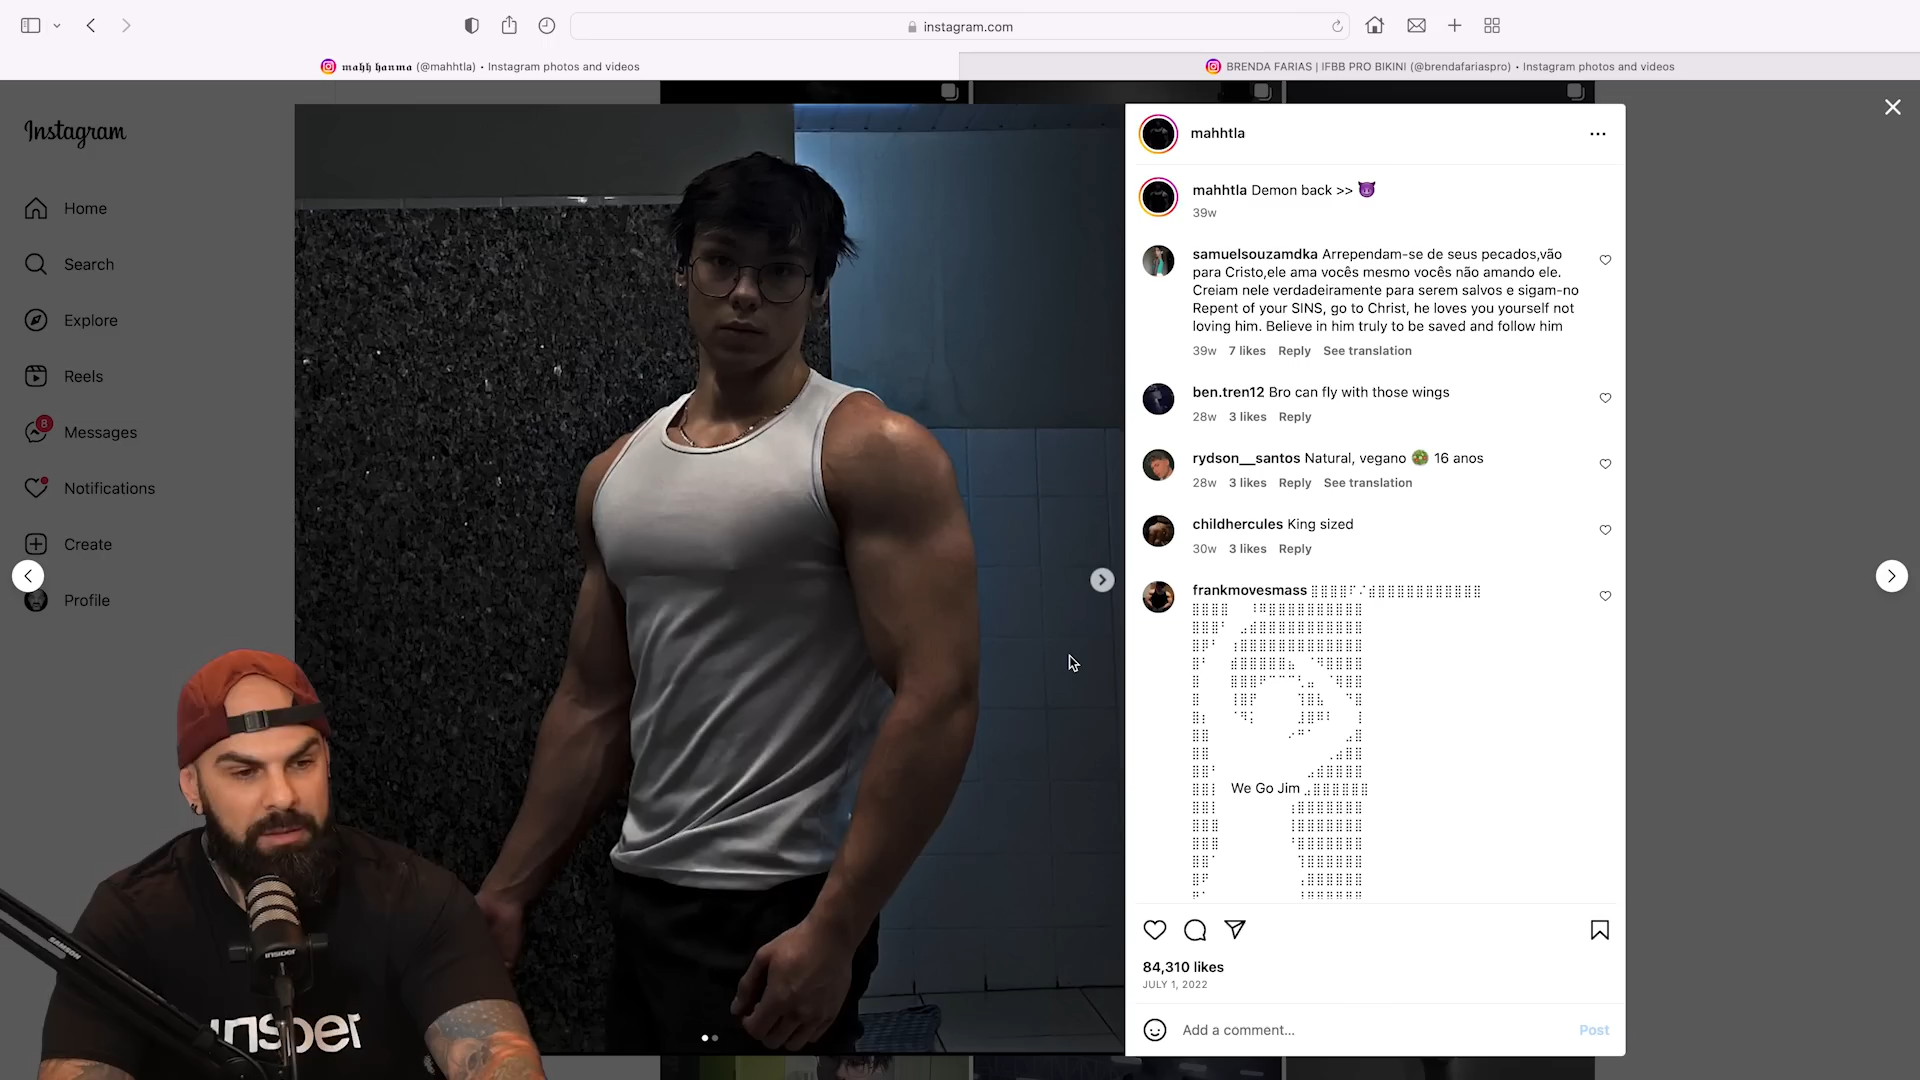 instagram.com
𝖒𝖆𝖍𝖍 𝖍𝖆𝖓𝖒𝖆 (@mahhtla) • Instagram photos and videos
BRENDA FARIAS | IFBB PRO BIKINI (@brendafariaspro) • Instagram photos and videos
Instagram
Home
Search
Explore
Reels
8
Messages
Notifications
Create
Profile
mahhtla
mahhtla Demon back >> 😈
39w
samuelsouzamdka Arrependam-se de seus pecados,vão
para Cristo,ele ama vocês mesmo vocês não amando ele.
Creiam nele verdadeiramente para serem salvos e sigam-no
Repent of your SINS, go to Christ, he loves you yourself not
loving him. Believe in him truly to be saved and follow him
39w 7 likes Reply See translation
ben.tren12 Bro can fly with those wings
28w 3 likes Reply
rydson__santos Natural, vegano 🥗 16 anos
28w 3 likes Reply See translation
childhercules King sized
30w 3 likes Reply
frankmovesmass
We Go Jim
84,310 likes
JULY 1, 2022
Add a comment...
Post
SAMSON
INSIPER